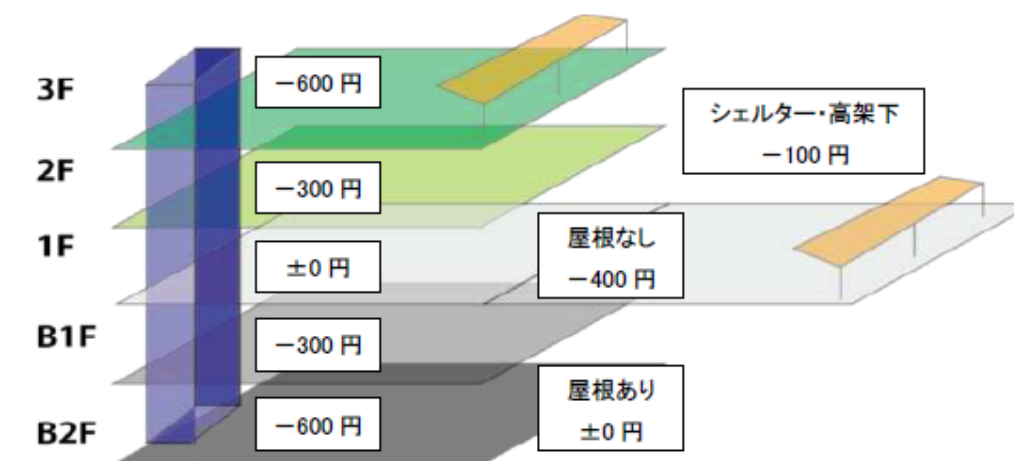 3F
－600 円
シェルター・高架下
－100 円
2F
－300 円
1F
±0 円
屋根なし
－400 円
B1F
－300 円
屋根あり
±0 円
B2F
－600 円